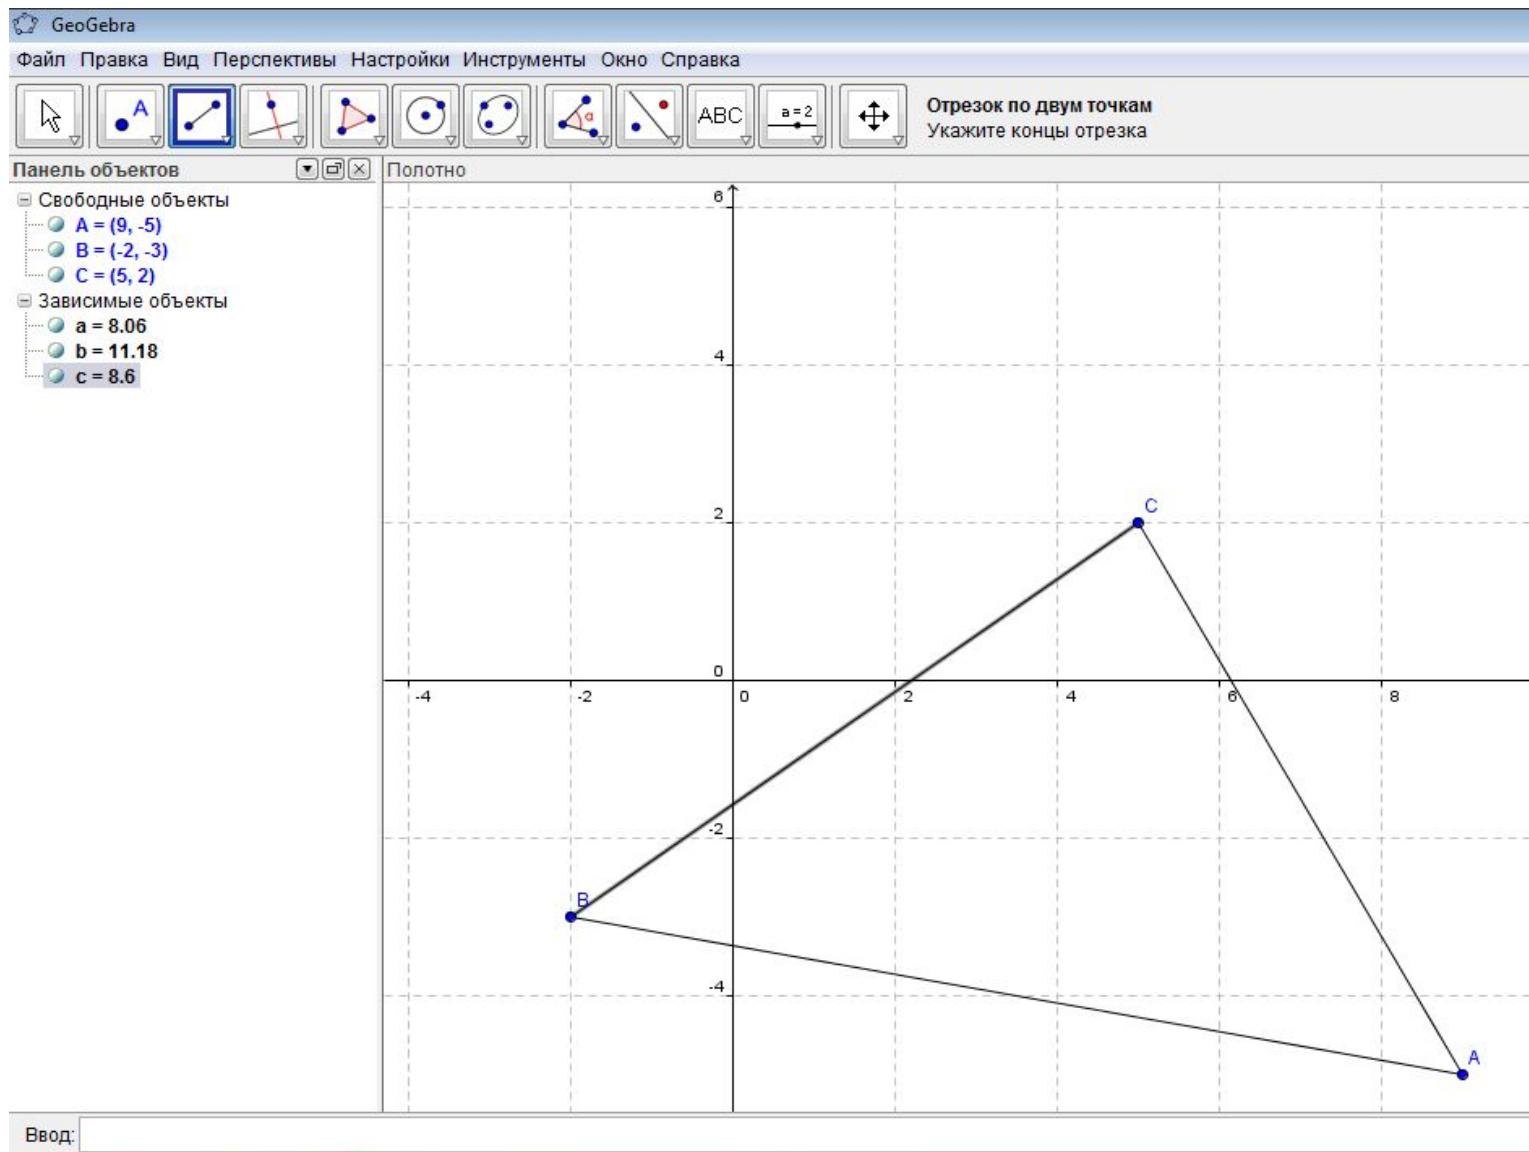 GeoGebra
Файл Правка Вид Перспективы Настройки Инструменты Окно Справка
A α ABC a=2
Отрезок по двум точкам
Укажите концы отрезка
Панель объектов
Свободные объекты
A = (9, -5)
B = (-2, -3)
C = (5, 2)
Зависимые объекты
a = 8.06
b = 11.18
c = 8.6
Полотно
6
4
C
2
0
-4 -2 0 2 4 6 8
-2
B
-4
A
Ввод: